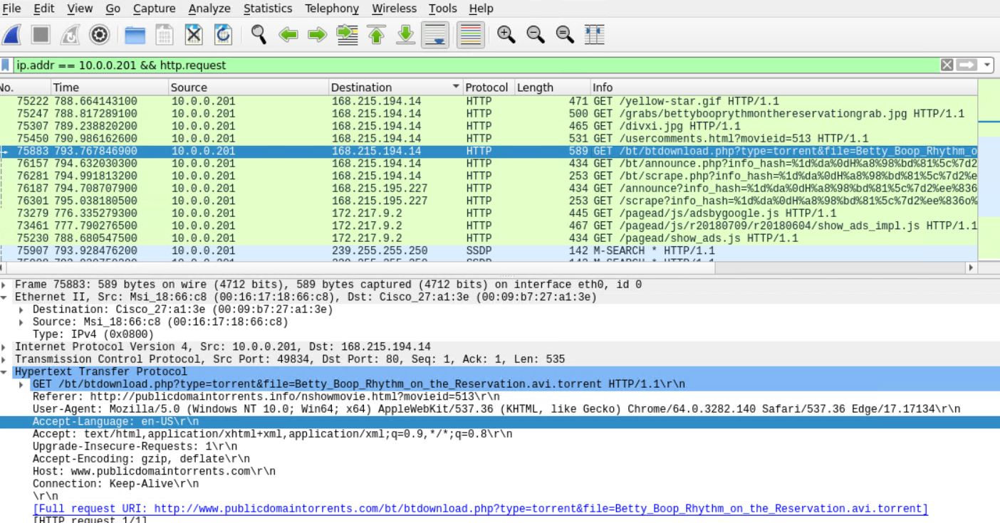 File Edit View Go Capture Analyze Statistics Telephony Wireless Tools Help
ip.addr == 10.0.0.201 && http.request
No. Time Source Destination Protocol Length Info
75222 788.664143100 10.0.0.201 168.215.194.14 HTTP 471 GET /yellow-star.gif HTTP/1.1
75247 788.817289100 10.0.0.201 168.215.194.14 HTTP 500 GET /grabs/bettybooprythmonthereservationgrab.jpg HTTP/1.1
75307 789.238820200 10.0.0.201 168.215.194.14 HTTP 465 GET /divxi.jpg HTTP/1.1
75450 790.986162600 10.0.0.201 168.215.194.14 HTTP 531 GET /usercomments.html?movieid=513 HTTP/1.1
75883 793.767846900 10.0.0.201 168.215.194.14 HTTP 589 GET /bt/btdownload.php?type=torrent&file=Betty_Boop_Rhythm_o
76157 794.632030300 10.0.0.201 168.215.194.14 HTTP 434 GET /bt/announce.php?info_hash=%1d%da%0dH%a8%98%bd%81%5c%7d2
76281 794.991813200 10.0.0.201 168.215.194.14 HTTP 253 GET /bt/scrape.php?info_hash=%1d%da%0dH%a8%98%bd%81%5c%7d2%e
76187 794.708707900 10.0.0.201 168.215.195.227 HTTP 434 GET /announce?info_hash=%1d%da%0dH%a8%98%bd%81%5c%7d2%ee%836
76301 795.038180500 10.0.0.201 168.215.195.227 HTTP 253 GET /scrape?info_hash=%1d%da%0dH%a8%98%bd%81%5c%7d2%ee%836o%
73279 776.335279300 10.0.0.201 172.217.9.2 HTTP 445 GET /pagead/js/adsbygoogle.js HTTP/1.1
73461 777.790276500 10.0.0.201 172.217.9.2 HTTP 467 GET /pagead/js/r20180709/r20180604/show_ads_impl.js HTTP/1.1
75230 788.680547500 10.0.0.201 172.217.9.2 HTTP 434 GET /pagead/show_ads.js HTTP/1.1
75907 793.928476200 10.0.0.201 239.255.255.250 SSDP 142 M-SEARCH * HTTP/1.1
Frame 75883: 589 bytes on wire (4712 bits), 589 bytes captured (4712 bits) on interface eth0, id 0
Ethernet II, Src: Msi_18:66:c8 (00:16:17:18:66:c8), Dst: Cisco_27:a1:3e (00:09:b7:27:a1:3e)
Destination: Cisco_27:a1:3e (00:09:b7:27:a1:3e)
Source: Msi_18:66:c8 (00:16:17:18:66:c8)
Type: IPv4 (0x0800)
Internet Protocol Version 4, Src: 10.0.0.201, Dst: 168.215.194.14
Transmission Control Protocol, Src Port: 49834, Dst Port: 80, Seq: 1, Ack: 1, Len: 535
Hypertext Transfer Protocol
GET /bt/btdownload.php?type=torrent&file=Betty_Boop_Rhythm_on_the_Reservation.avi.torrent HTTP/1.1\r\n
Referer: http://publicdomaintorrents.info/nshowmovie.html?movieid=513\r\n
User-Agent: Mozilla/5.0 (Windows NT 10.0; Win64; x64) AppleWebKit/537.36 (KHTML, like Gecko) Chrome/64.0.3282.140 Safari/537.36 Edge/17.17134\r\n
Accept-Language: en-US\r\n
Accept: text/html,application/xhtml+xml,application/xml;q=0.9,*/*;q=0.8\r\n
Upgrade-Insecure-Requests: 1\r\n
Accept-Encoding: gzip, deflate\r\n
Host: www.publicdomaintorrents.com\r\n
Connection: Keep-Alive\r\n
\r\n
[Full request URI: http://www.publicdomaintorrents.com/bt/btdownload.php?type=torrent&file=Betty_Boop_Rhythm_on_the_Reservation.avi.torrent]
[HTTP request 1/1]